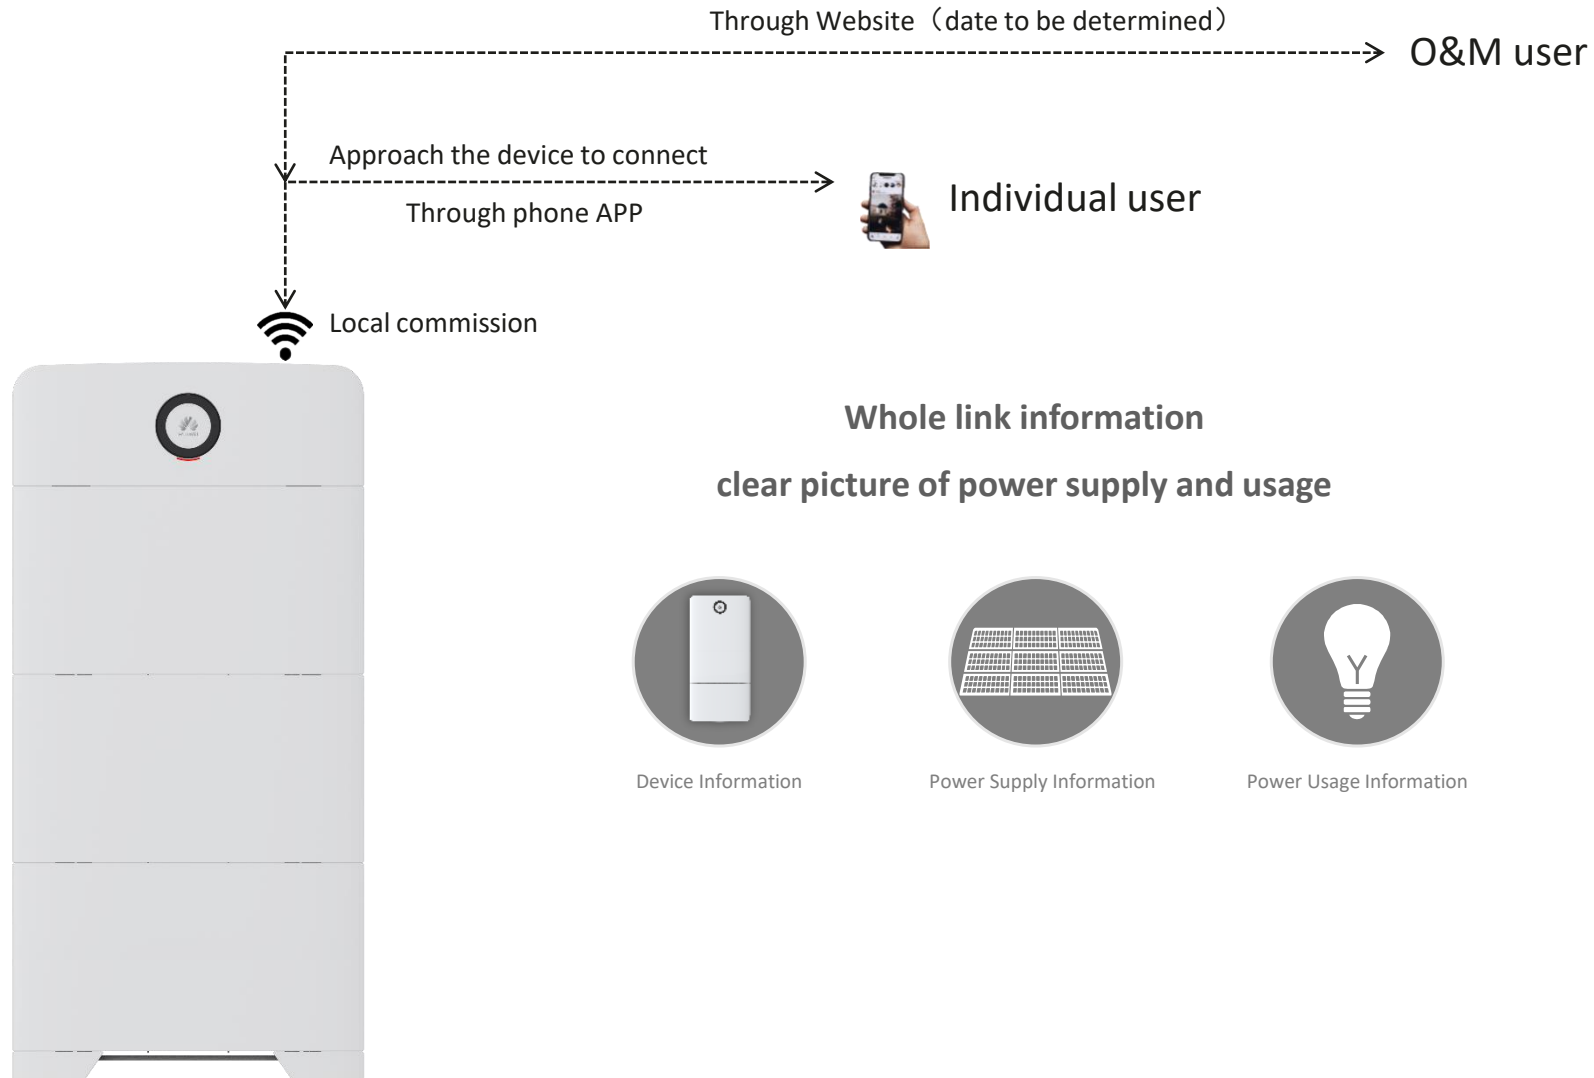 Through Website（date to be determined）
O&M user
Approach the device to connect
Through phone APP
Individual user
Local commission
Whole link information
clear picture of power supply and usage
Device Information
Power Supply Information
Power Usage Information